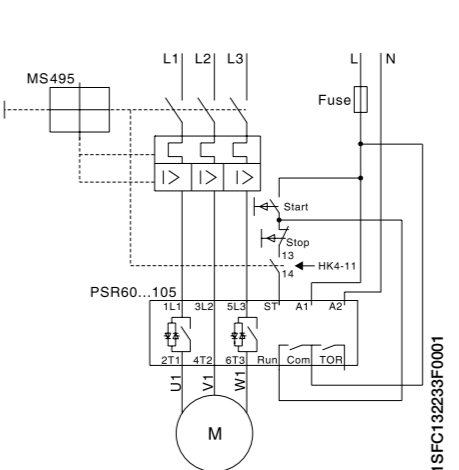 L1 L2 L3 L N
MS495
Fuse
I> I> I>
Start
Stop
13
14 HK4-11
PSR60...105
1L1 3L2 5L3 ST A1 A2
2T1 4T2 6T3 Run Com TOR
U1 V1 W1
M
1SFC132233F0001